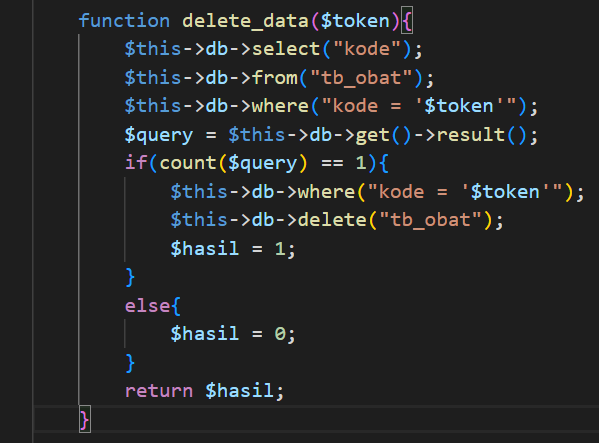 function delete_data($token){
$this->db->select("kode");
$this->db->from("tb_obat");
$this->db->where("kode = '$token'");
$query = $this->db->get()->result();
if(count($query) == 1){
$this->db->where("kode = '$token'");
$this->db->delete("tb_obat");
$hasil = 1;
}
else{
$hasil = 0;
}
return $hasil;
}